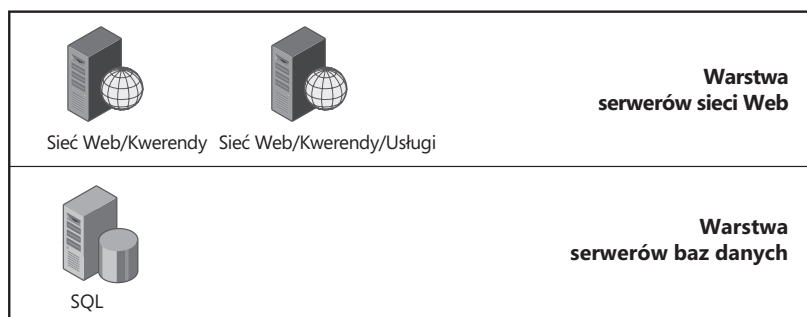 Sieć Web/Kwerendy
Sieć Web/Kwerendy/Usługi
Warstwa
serwerów sieci Web
SQL
Warstwa
serwerów baz danych